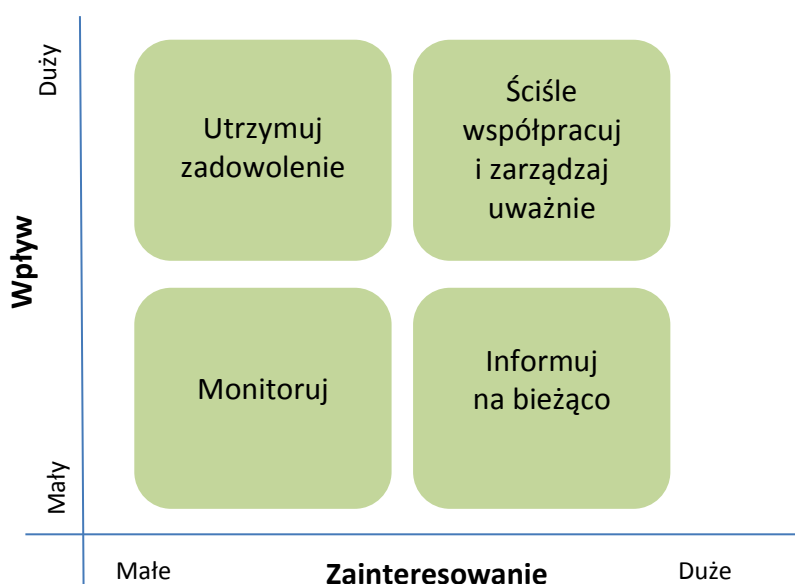 Duży
Utrzymuj
zadowolenie
Ściśle
współpracuj
i zarządzaj
uważnie
Wpływ
Monitoruj
Informuj
na bieżąco
Mały
Małe
Zainteresowanie
Duże